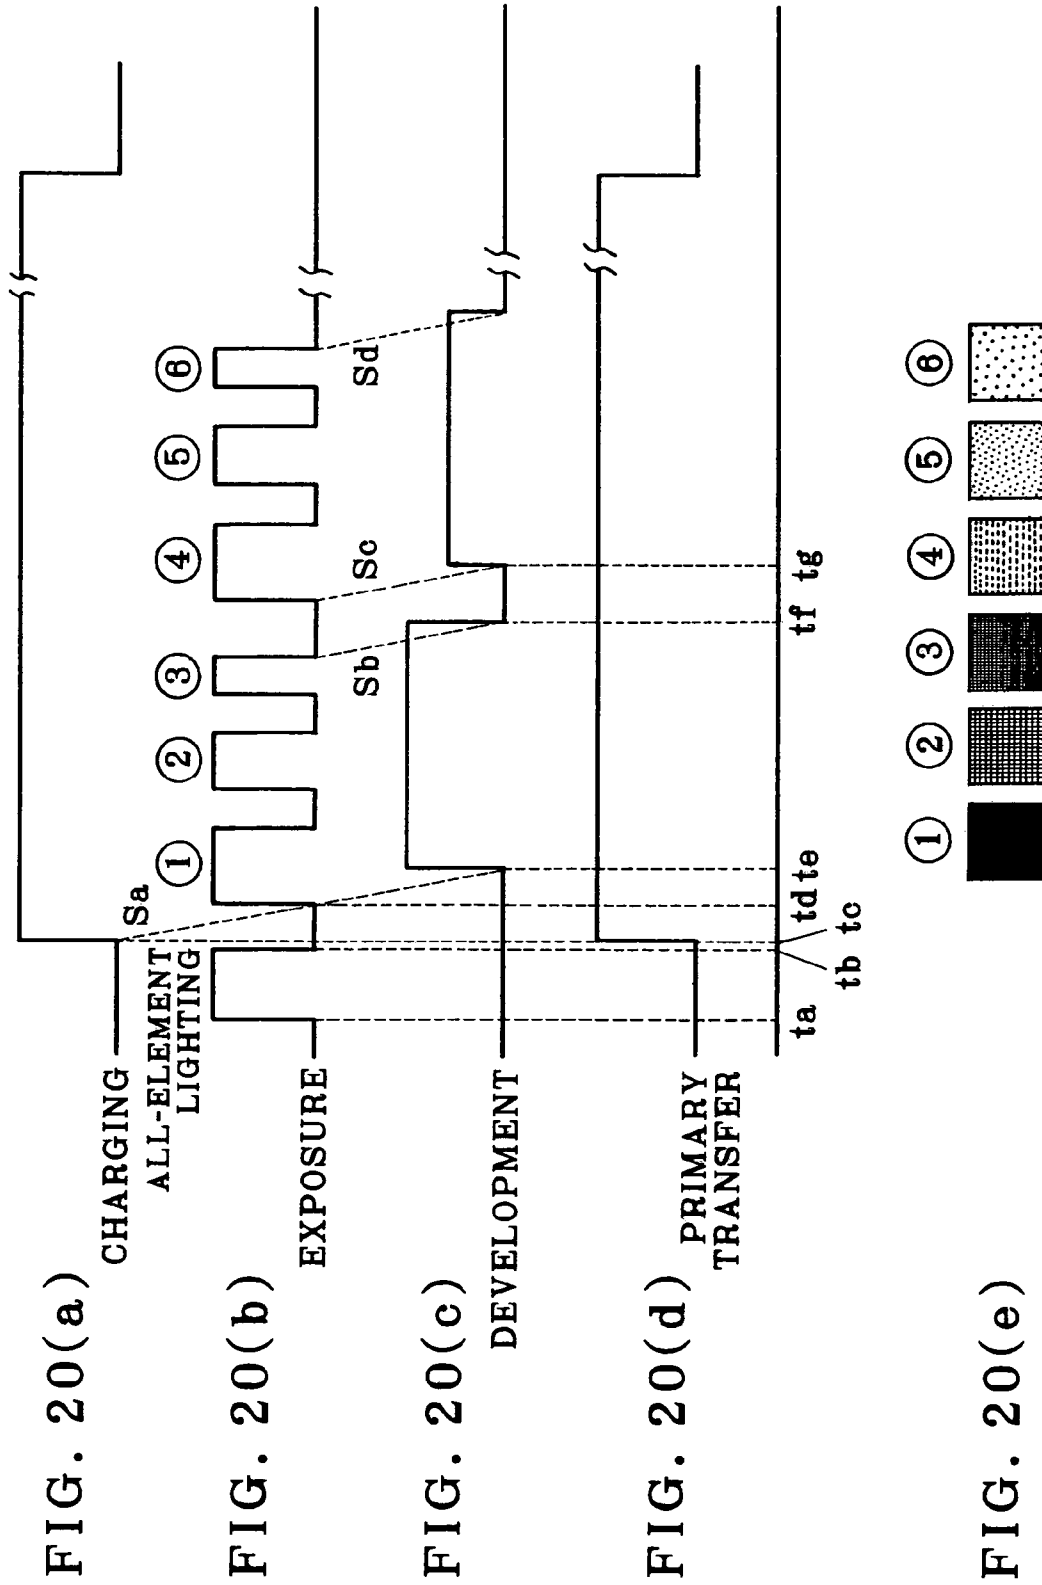 FIG. 20(a)
CHARGING
Sa
FIG. 20(b)
ALL-ELEMENT
LIGHTING
EXPOSURE
① ② ③ ④ ⑤ ⑥
Sb Sc Sd
FIG. 20(c)
DEVELOPMENT
FIG. 20(d)
PRIMARY
TRANSFER
ta tb tc td te tf tg
FIG. 20(e)
① ② ③ ④ ⑤ ⑥